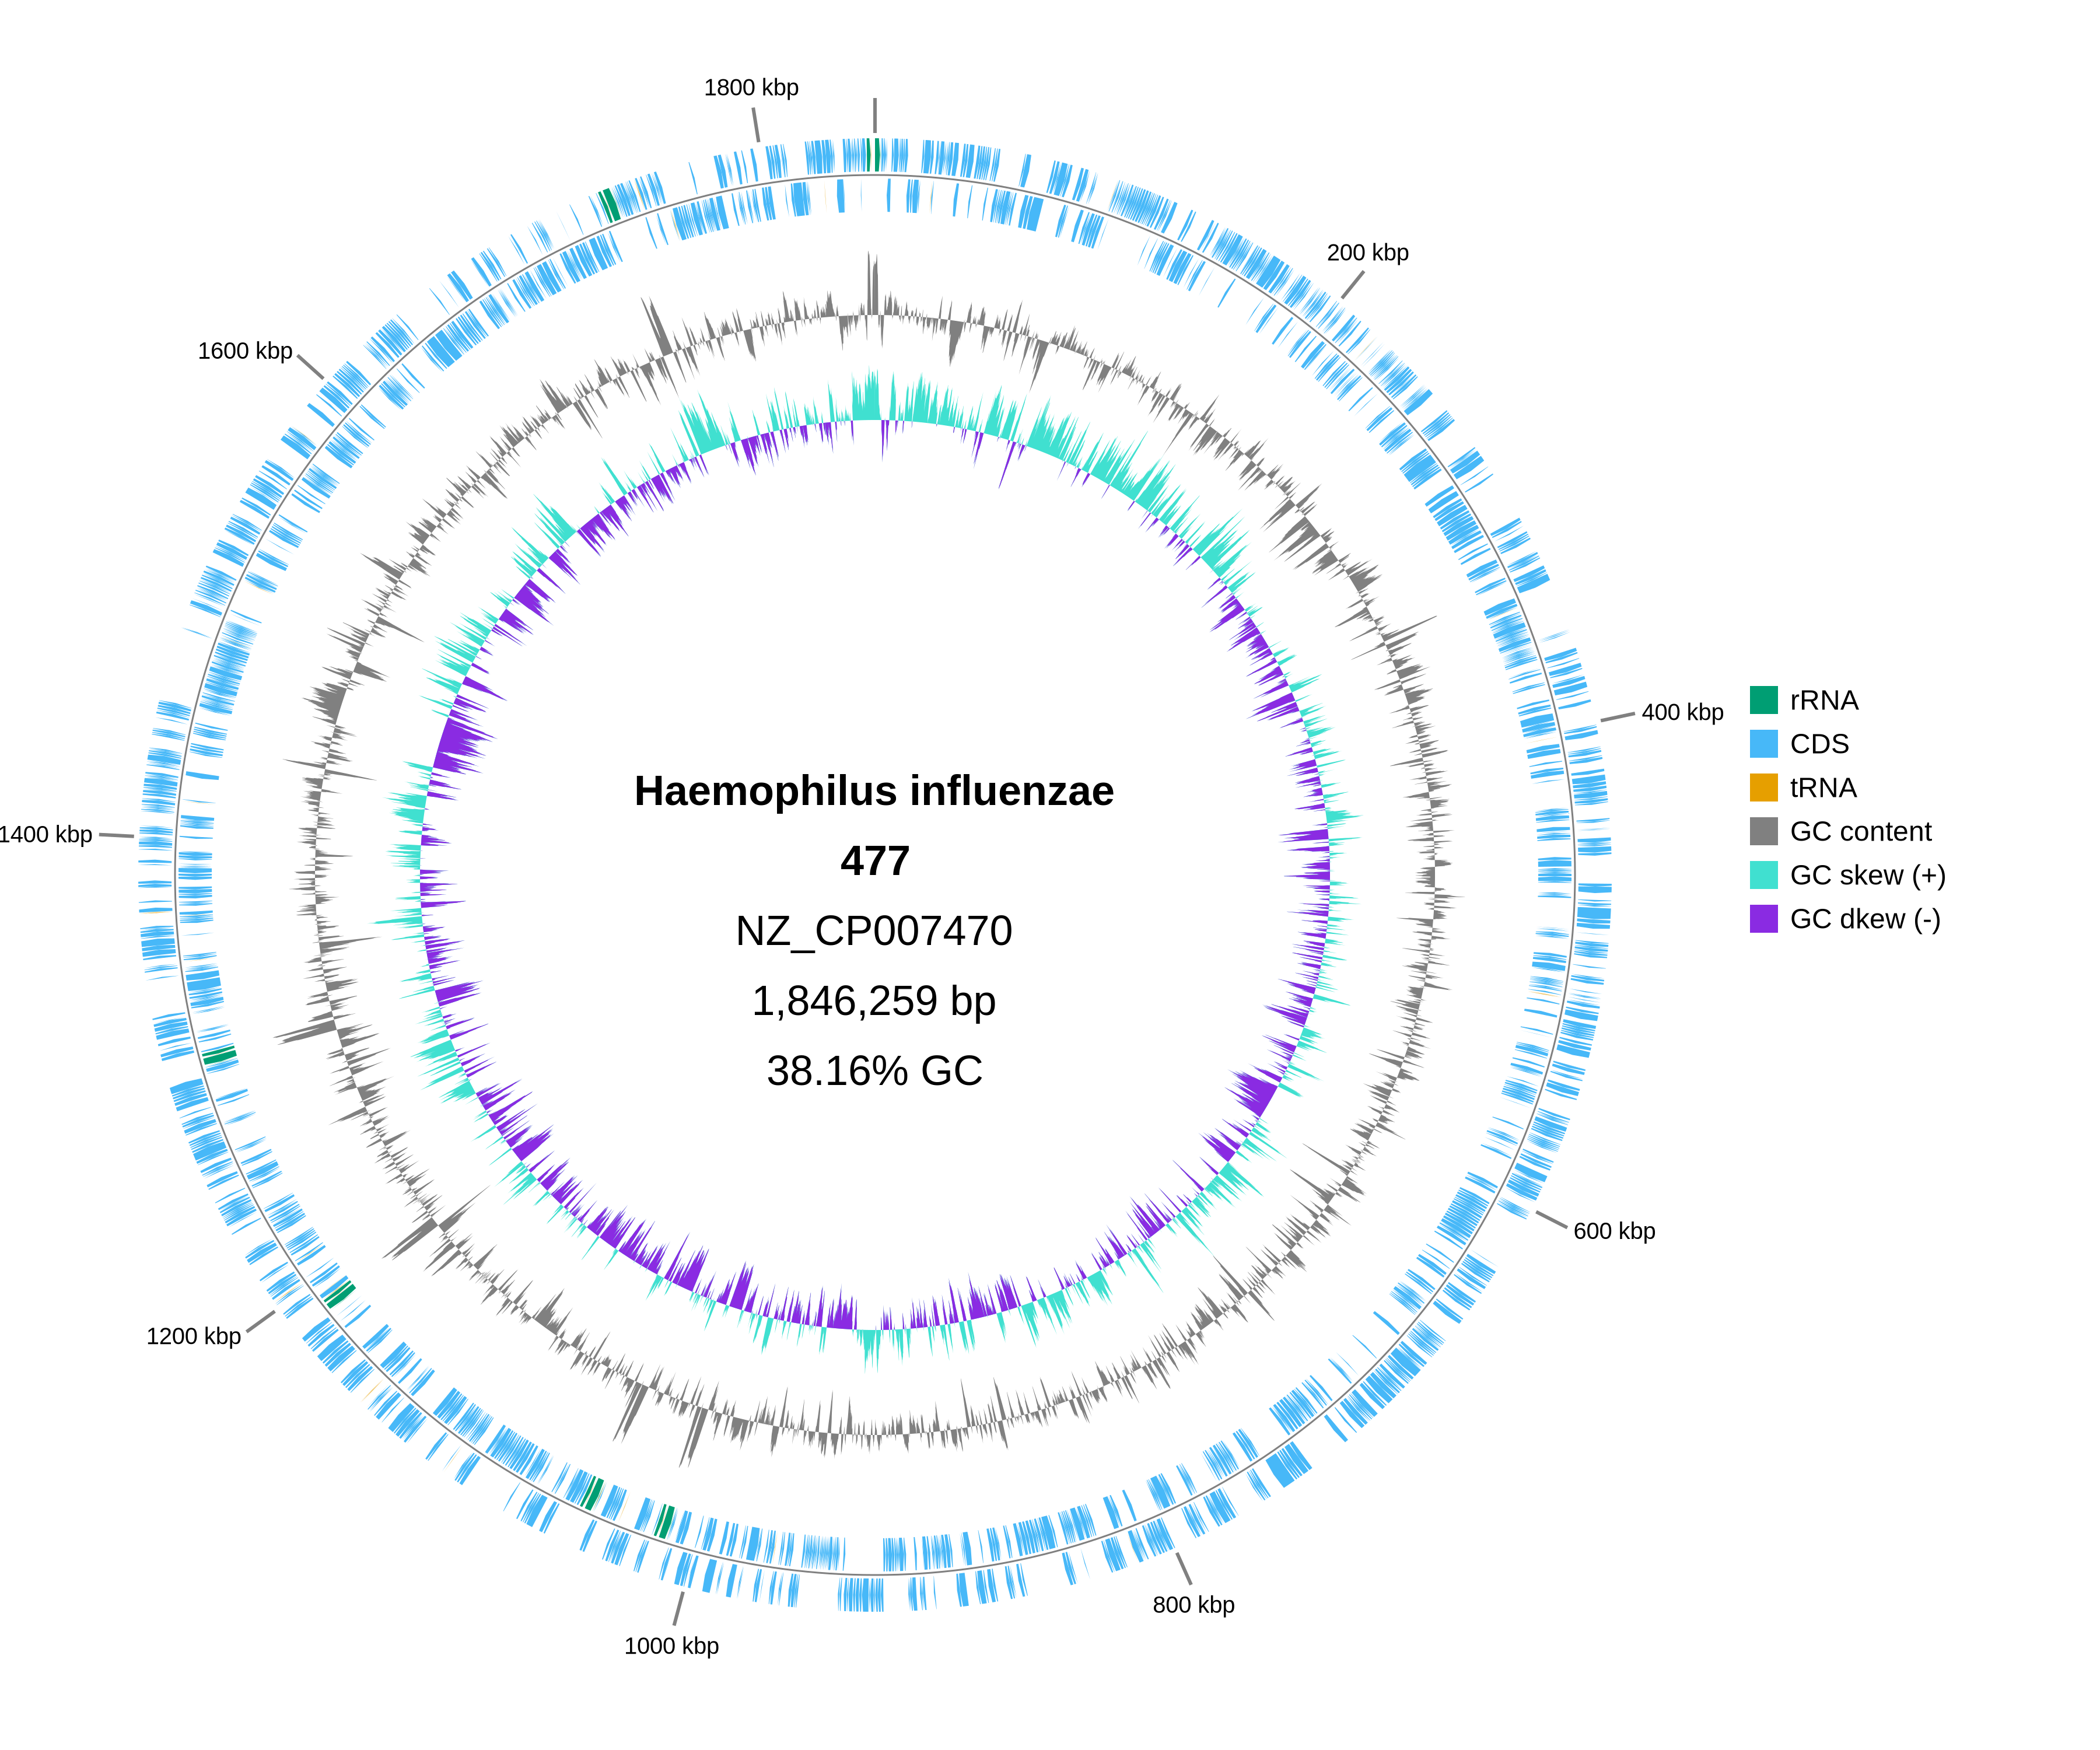 1800 kbp
200 kbp
1600 kbp
400 kbp
1400 kbp
600 kbp
1200 kbp
800 kbp
1000 kbp
Haemophilus influenzae
477
NZ_CP007470
1,846,259 bp
38.16% GC
rRNA
CDS
tRNA
GC content
GC skew (+)
GC dkew (-)